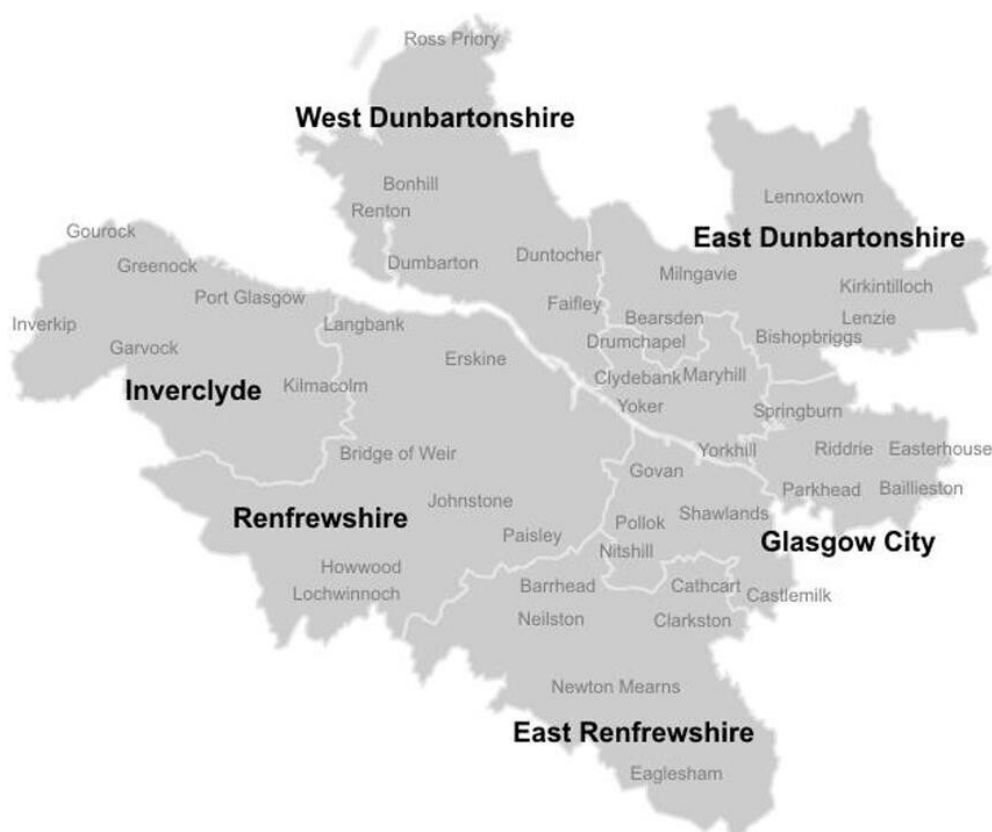 Ross Priory
West Dunbartonshire
Bonhill
Lennoxtown
Renton
Gourock
East Dunbartonshire
Duntocher
Dumbarton
Greenock
Milngavie
Kirkintilloch
Port Glasgow
Faifley
Inverkip
Langbank
Bearsden
Lenzie
Drumchapel
Bishopbriggs
Garvock
Erskine
Clydebank
Maryhill
Inverclyde
Kilmacolm
Yoker
Springburn
Bridge of Weir
Yorkhill
Riddrie
Easterhouse
Govan
Parkhead
Baillieston
Johnstone
Renfrewshire
Shawlands
Pollok
Paisley
Glasgow City
Nitshill
Howwood
Barrhead
Cathcart
Lochwinnoch
Castlemilk
Neilston
Clarkston
Newton Mearns
East Renfrewshire
Eaglesham